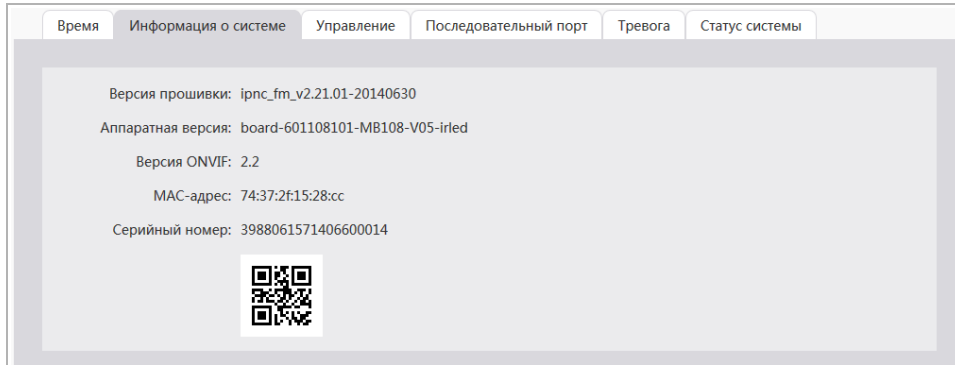 Время Информация о системе Управление Последовательный порт Тревога Статус системы
Версия прошивки: ipnc_fm_v2.21.01-20140630
Аппаратная версия: board-601108101-MB108-V05-irled
Версия ONVIF: 2.2
MAC-адрес: 74:37:2f:15:28:cc
Серийный номер: 3988061571406600014